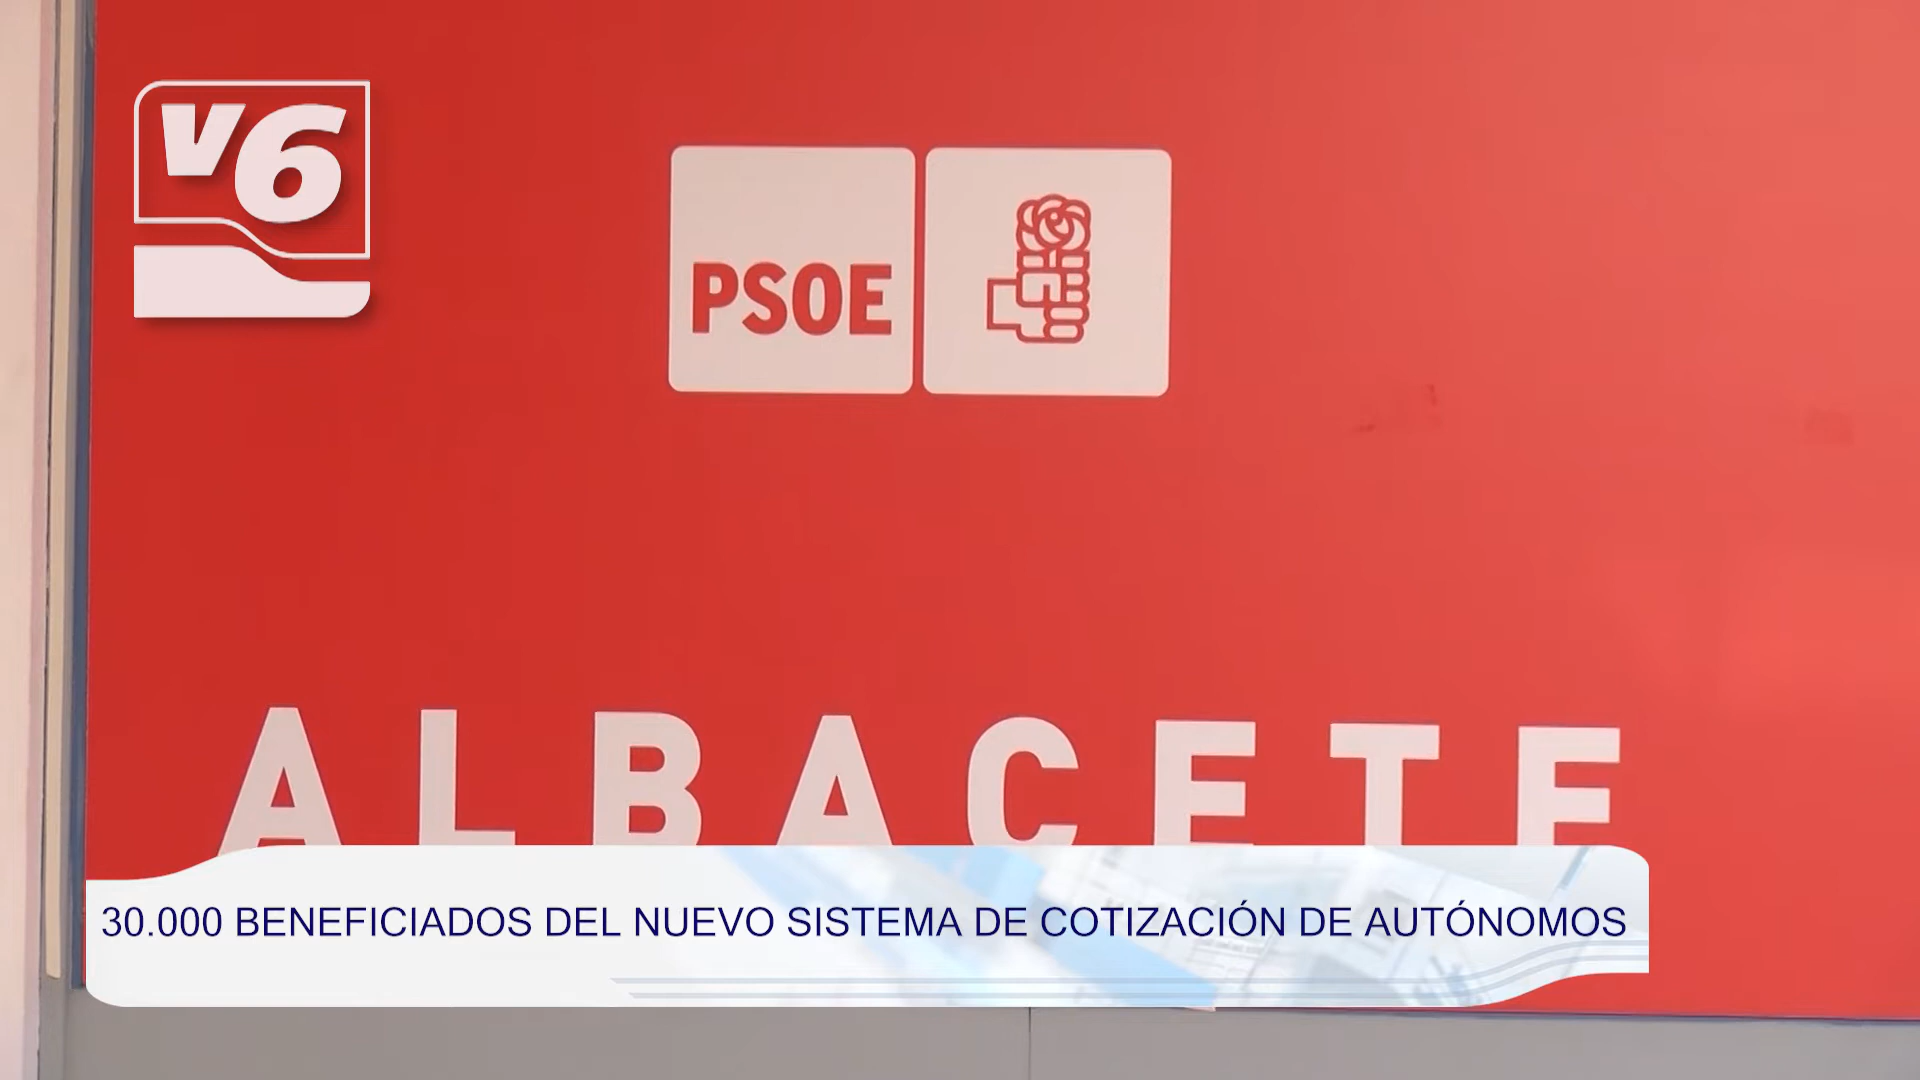 V6
PSOE
ALBACETE
30.000 BENEFICIADOS DEL NUEVO SISTEMA DE COTIZACIÓN DE AUTÓNOMOS